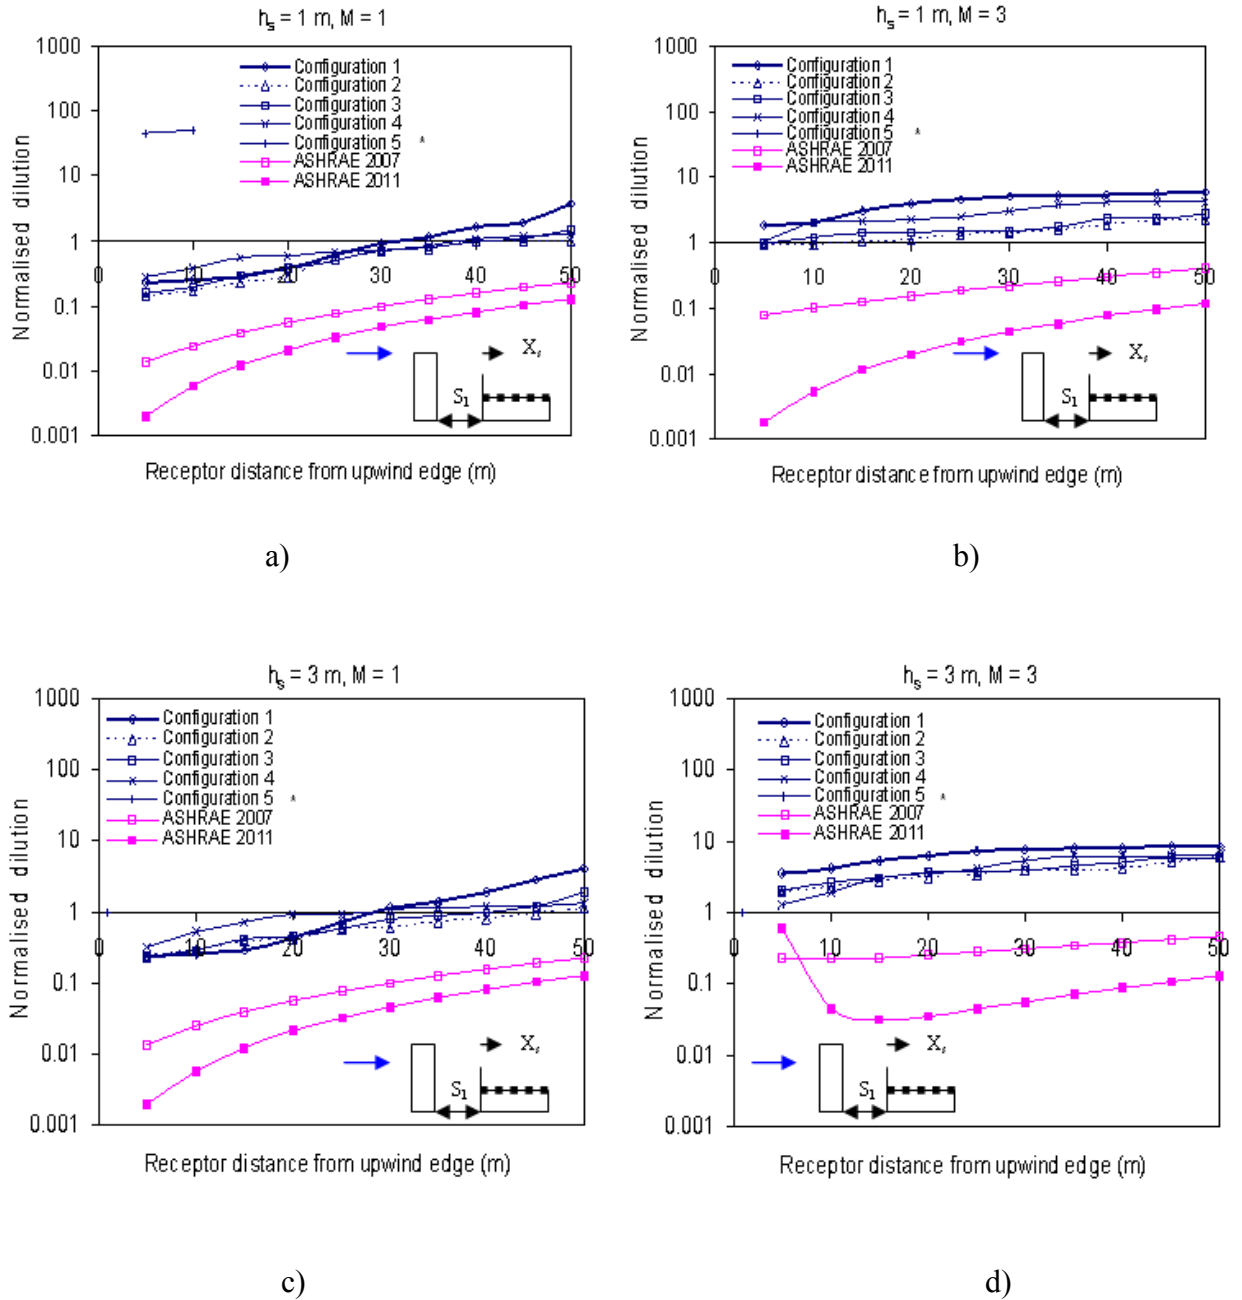 hs = 1 m, M = 1
1000
100
10
1
0.1
0.01
0.001
Normalised dilution
Configuration 1
Configuration 2
Configuration 3
Configuration 4
Configuration 5 *
ASHRAE 2007
ASHRAE 2011
0 10 20 30 40 50
Xs
S1
Receptor distance from upwind edge (m)
a)
hs = 1 m, M = 3
1000
100
10
1
0.1
0.01
0.001
Normalised dilution
Configuration 1
Configuration 2
Configuration 3
Configuration 4
Configuration 5 *
ASHRAE 2007
ASHRAE 2011
0 10 20 30 40 50
Xs
S1
Receptor distance from upwind edge (m)
b)
hs = 3 m, M = 1
1000
100
10
1
0.1
0.01
0.001
Normalised dilution
Configuration 1
Configuration 2
Configuration 3
Configuration 4
Configuration 5 *
ASHRAE 2007
ASHRAE 2011
0 10 20 30 40 50
Xs
S1
Receptor distance from upwind edge (m)
c)
hs = 3 m, M = 3
1000
100
10
1
0.1
0.01
0.001
Normalised dilution
Configuration 1
Configuration 2
Configuration 3
Configuration 4
Configuration 5 *
ASHRAE 2007
ASHRAE 2011
0 10 20 30 40 50
Xs
S1
Receptor distance from upwind edge (m)
d)